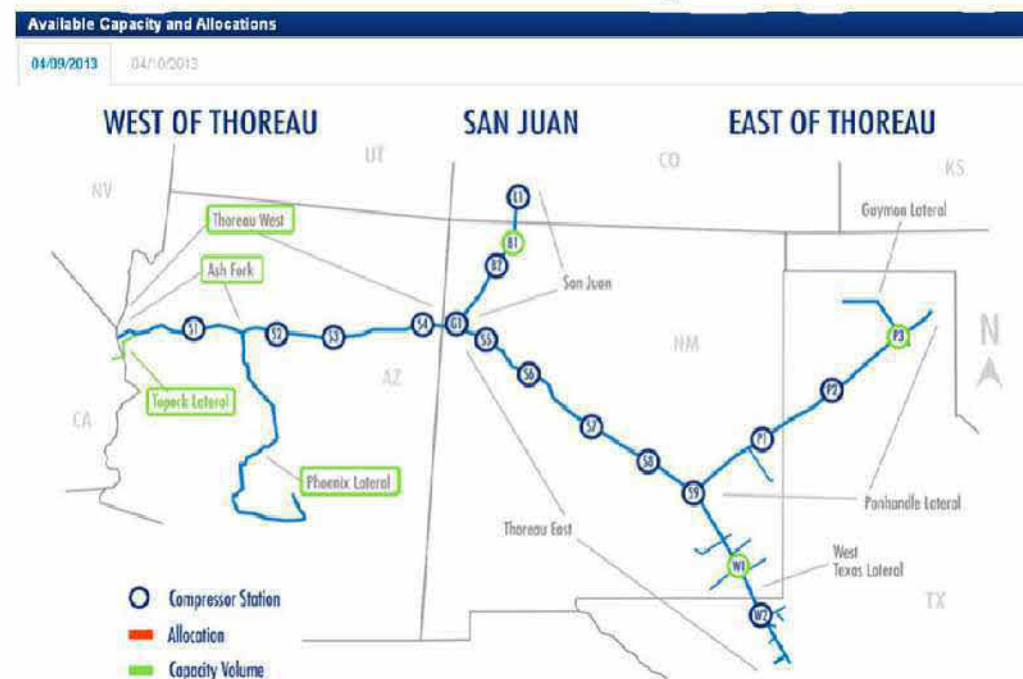 Available Capacity and Allocations
04/09/2013 04/10/2013
WEST OF THOREAU SAN JUAN EAST OF THOREAU
UT CO KS
NV
L1
Guymon Lateral
Thoreau West
B1
Ash Fork
B2
San Juan
S1 S2 S3 S4 G1 S5
P3
N
NM
AZ
S6
P2
Topock Lateral
CA
S7
P1
S8
Phoenix Lateral
S9
Panhandle Lateral
Thoreau East
West
Texas Lateral
W1
Compressor Station
W2
TX
Allocation
Capacity Volume